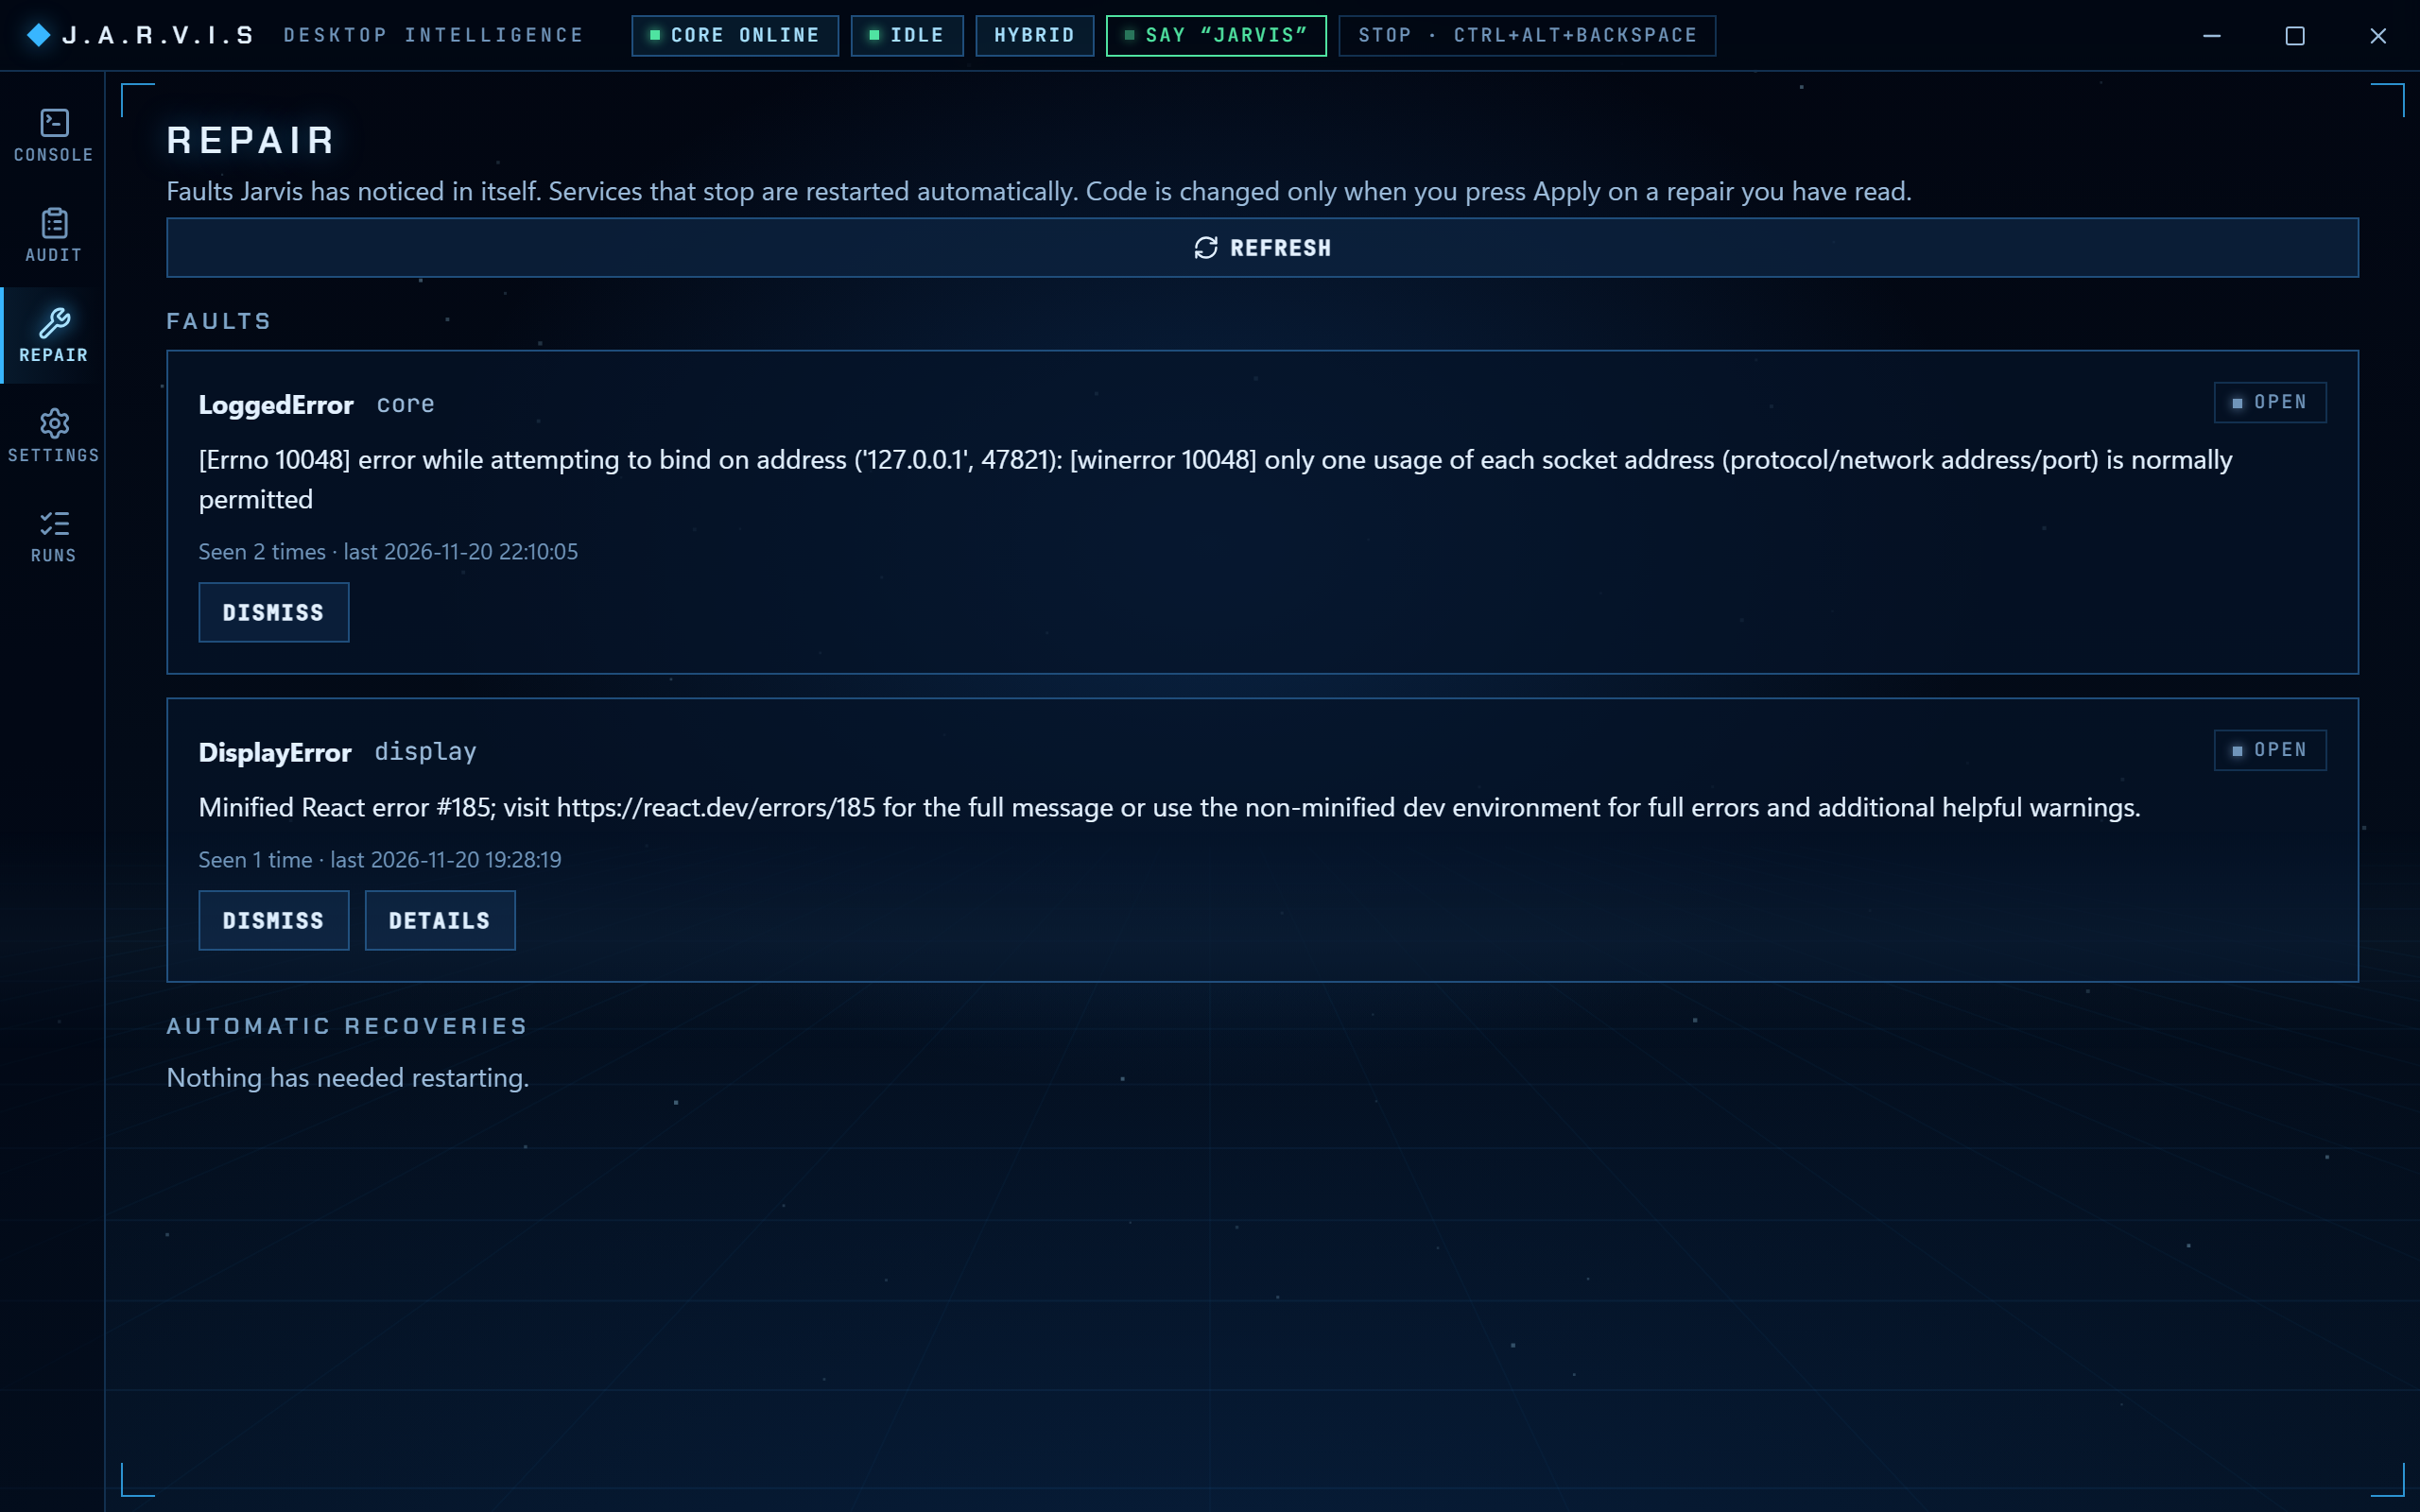 J.A.R.V.I.S DESKTOP INTELLIGENCE CORE ONLINE IDLE HYBRID SAY “JARVIS” STOP · CTRL+ALT+BACKSPACE
CONSOLE
AUDIT
REPAIR
SETTINGS
RUNS
REPAIR
Faults Jarvis has noticed in itself. Services that stop are restarted automatically. Code is changed only when you press Apply on a repair you have read.
REFRESH
FAULTS
LoggedError core OPEN
[Errno 10048] error while attempting to bind on address ('127.0.0.1', 47821): [winerror 10048] only one usage of each socket address (protocol/network address/port) is normally
permitted
Seen 2 times · last 2026-11-20 22:10:05
DISMISS
DisplayError display OPEN
Minified React error #185; visit https://react.dev/errors/185 for the full message or use the non-minified dev environment for full errors and additional helpful warnings.
Seen 1 time · last 2026-11-20 19:28:19
DISMISS DETAILS
AUTOMATIC RECOVERIES
Nothing has needed restarting.